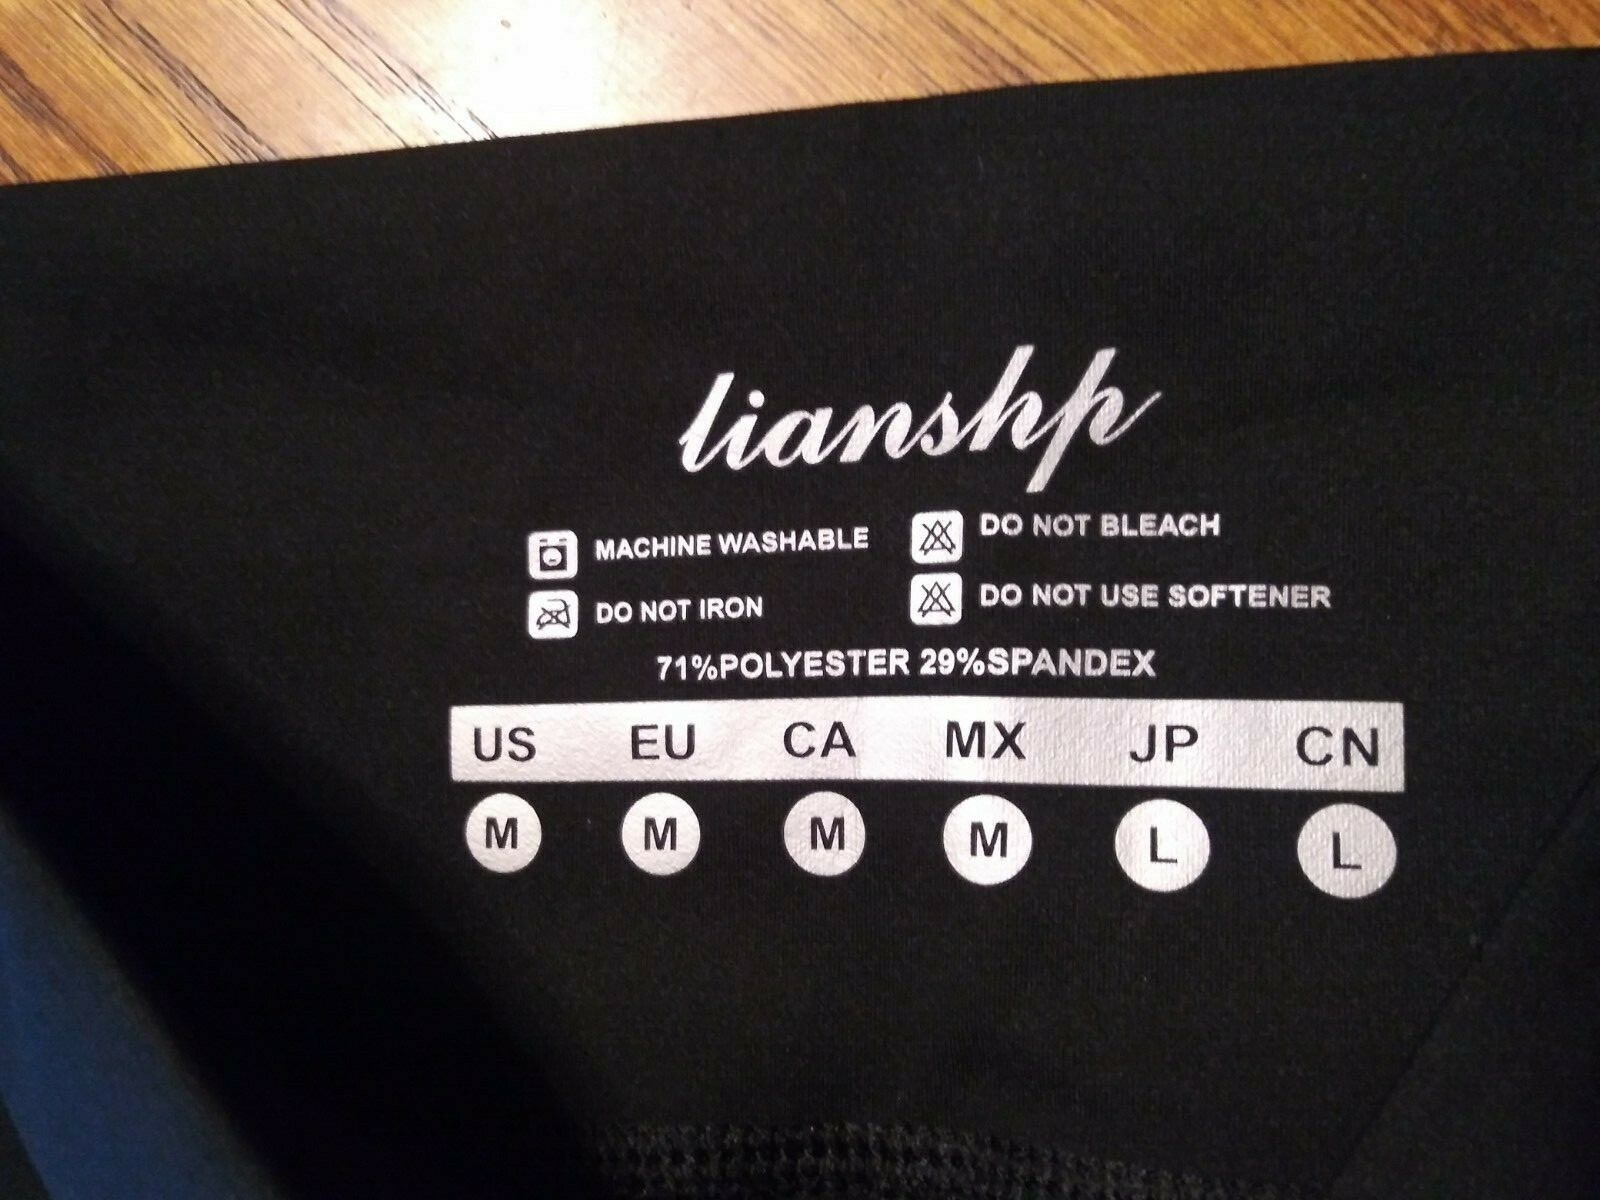 lianshp
MACHINE WASHABLE DO NOT BLEACH
DO NOT IRON DO NOT USE SOFTENER
71%POLYESTER 29%SPANDEX
US EU CA MX JP CN
M M M M L L